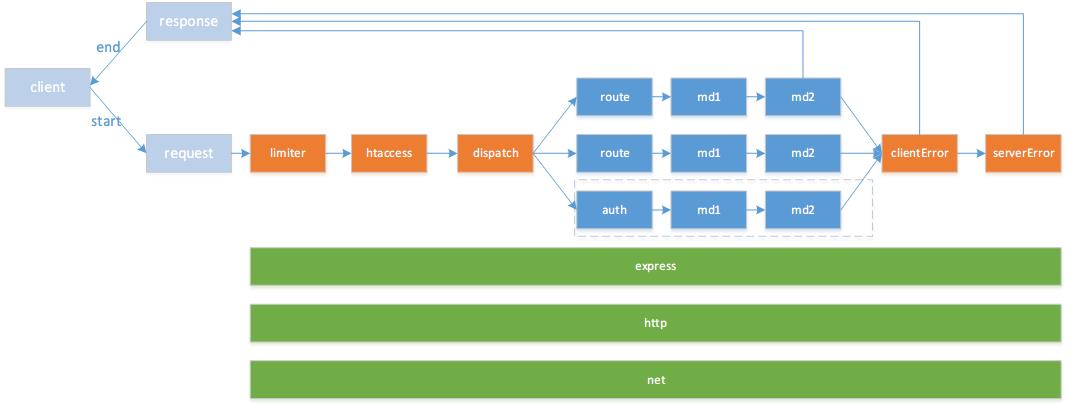 response
end
client
start
request
limiter
htaccess
dispatch
route
md1
md2
route
md1
md2
auth
md1
md2
clientError
serverError
express
http
net